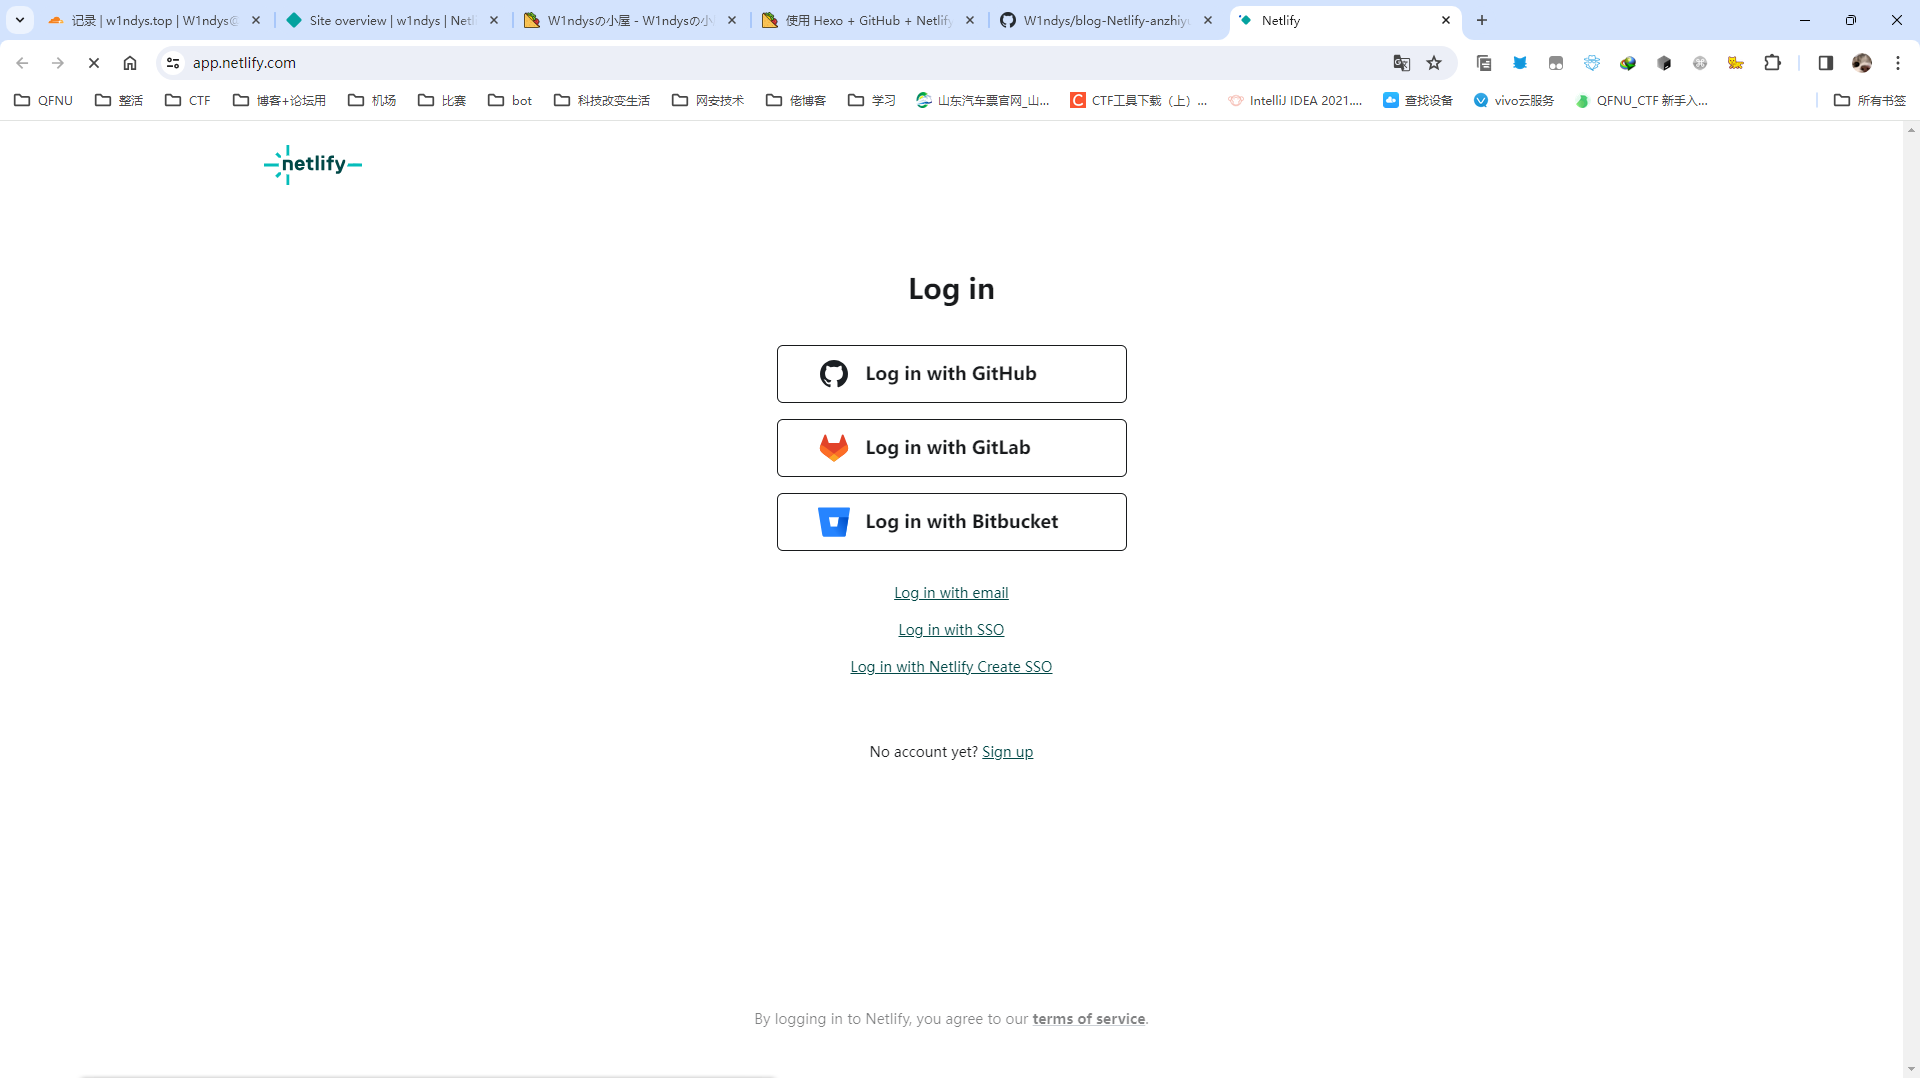 记录 | w1ndys.top | W1ndys@
Site overview | w1ndys | Netl
W1ndysの小屋 - W1ndysの小
使用 Hexo + GitHub + Netlify
W1ndys/blog-Netlify-anzhiyu
Netlify
app.netlify.com
QFNU
整活
CTF
博客+论坛用
机场
比赛
bot
科技改变生活
网安技术
佬博客
学习
山东汽车票官网_山...
CTF工具下载（上）...
IntelliJ IDEA 2021....
查找设备
vivo云服务
QFNU_CTF 新手入...
所有书签
netlify
Log in
Log in with GitHub
Log in with GitLab
Log in with Bitbucket
Log in with email
Log in with SSO
Log in with Netlify Create SSO
No account yet? Sign up
By logging in to Netlify, you agree to our terms of service.